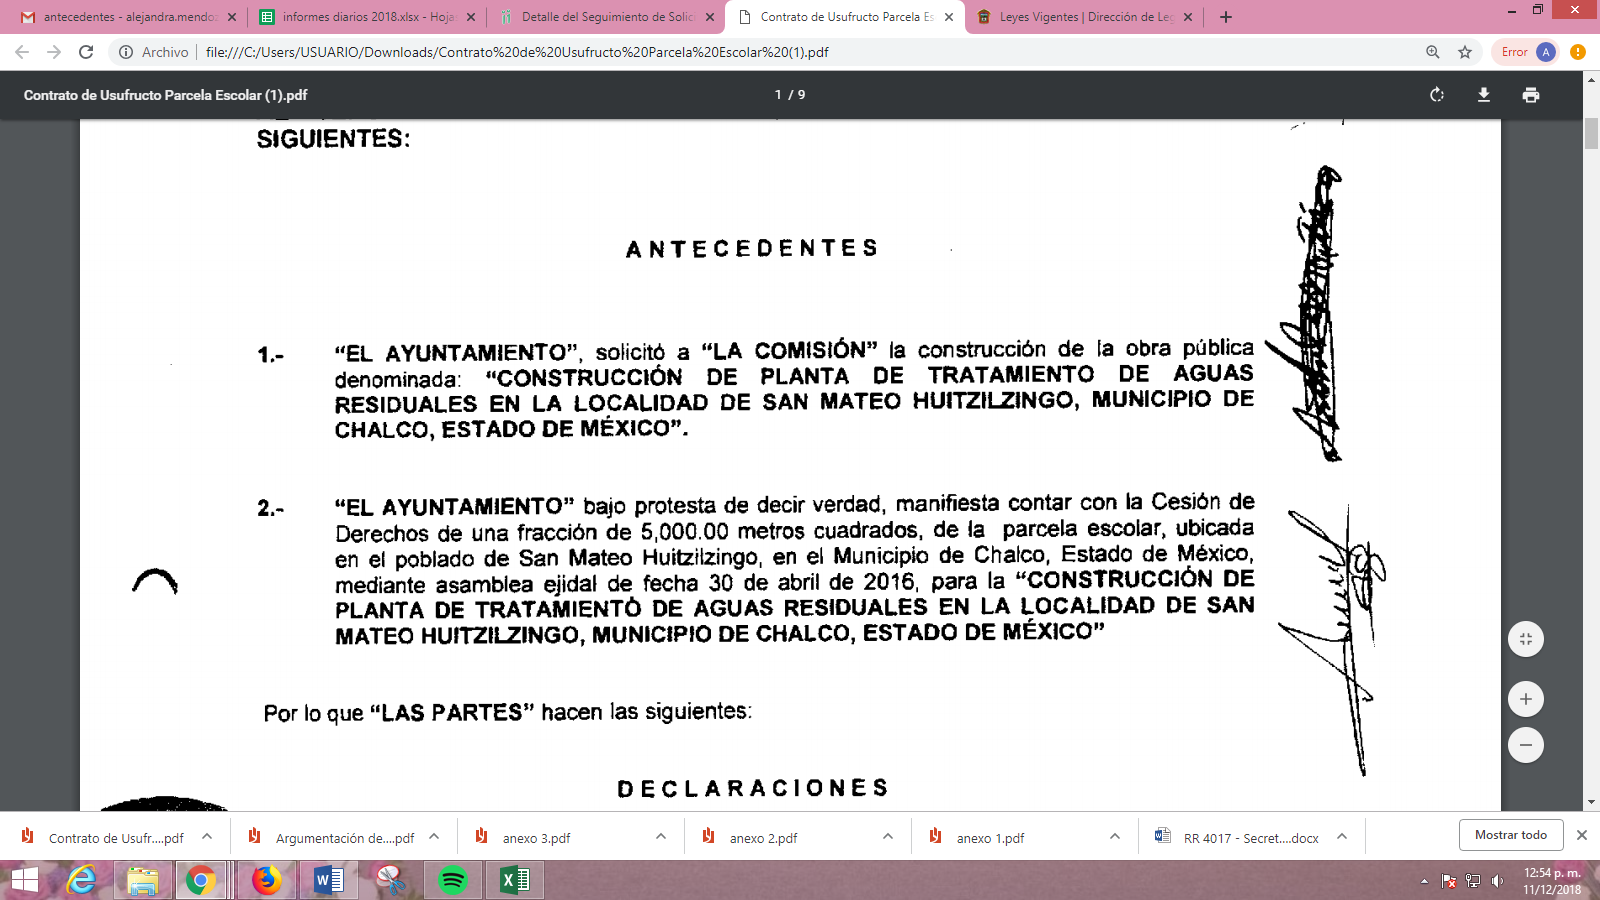 antecedentes - alejandra.mendoz
informes diarios 2018.xlsx - Hoja
Detalle del Seguimiento de Solici
Contrato de Usufructo Parcela Es
Leyes Vigentes | Dirección de Leg
Archivo
file:///C:/Users/USUARIO/Downloads/Contrato%20de%20Usufructo%20Parcela%20Escolar%20(1).pdf
Error
A
Contrato de Usufructo Parcela Escolar (1).pdf
1 / 9
SIGUIENTES:
ANTECEDENTES
1.- “EL AYUNTAMIENTO”, solicitó a “LA COMISIÓN” la construcción de la obra pública
denominada: “CONSTRUCCIÓN DE PLANTA DE TRATAMIENTO DE AGUAS
RESIDUALES EN LA LOCALIDAD DE SAN MATEO HUITZILZINGO, MUNICIPIO DE
CHALCO, ESTADO DE MÉXICO”.
2.- “EL AYUNTAMIENTO” bajo protesta de decir verdad, manifiesta contar con la Cesión de
Derechos de una fracción de 5,000.00 metros cuadrados, de la parcela escolar, ubicada
en el poblado de San Mateo Huitzilzingo, en el Municipio de Chalco, Estado de México,
mediante asamblea ejidal de fecha 30 de abril de 2016, para la “CONSTRUCCIÓN DE
PLANTA DE TRATAMIENTO DE AGUAS RESIDUALES EN LA LOCALIDAD DE SAN
MATEO HUITZILZINGO, MUNICIPIO DE CHALCO, ESTADO DE MÉXICO”
Por lo que “LAS PARTES” hacen las siguientes:
DECLARACIONES
Contrato de Usufr....pdf
Argumentación de....pdf
anexo 3.pdf
anexo 2.pdf
anexo 1.pdf
RR 4017 - Secret....docx
Mostrar todo
12:54 p. m.
11/12/2018